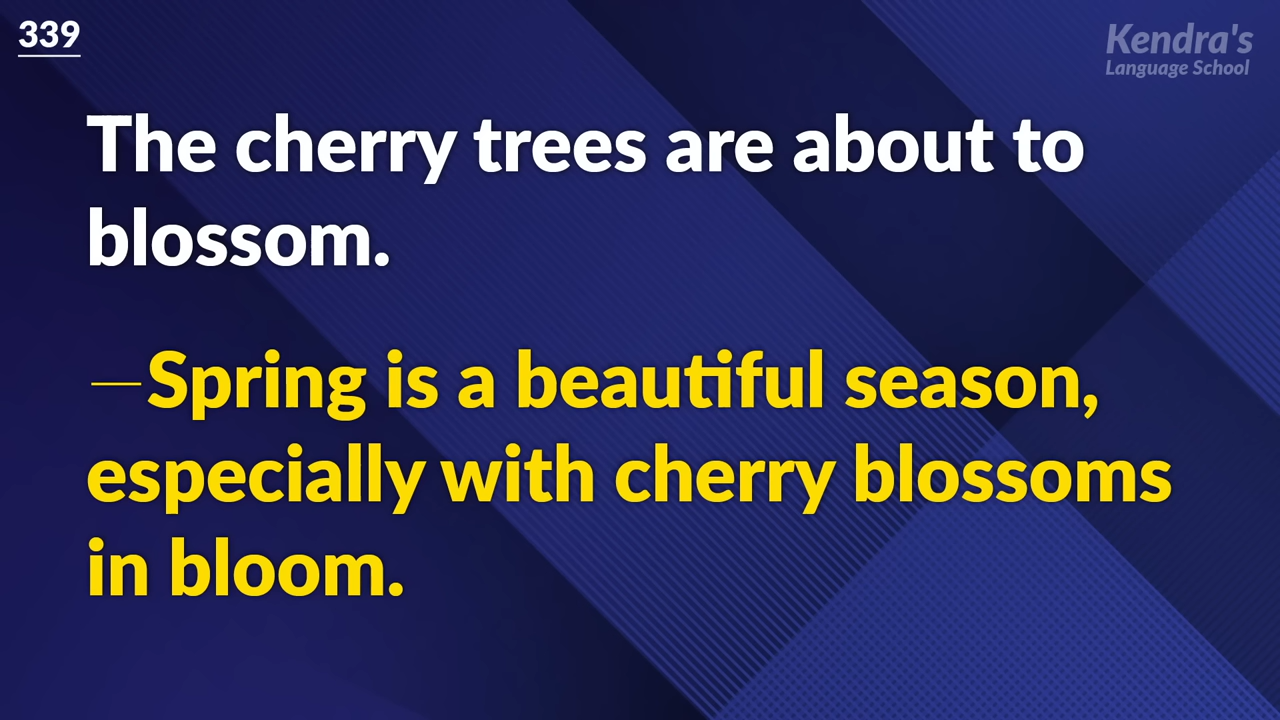 339
Kendra's
Language School
The cherry trees are about to
blossom.
—Spring is a beautiful season,
especially with cherry blossoms
in bloom.